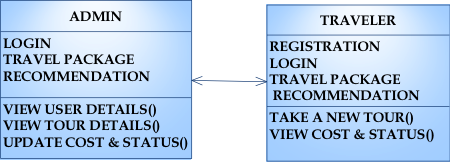 ADMIN
LOGIN
TRAVEL PACKAGE
RECOMMENDATION
VIEW USER DETAILS()
VIEW TOUR DETAILS()
UPDATE COST & STATUS()
TRAVELER
REGISTRATION
LOGIN
TRAVEL PACKAGE
RECOMMENDATION
TAKE A NEW TOUR()
VIEW COST & STATUS()